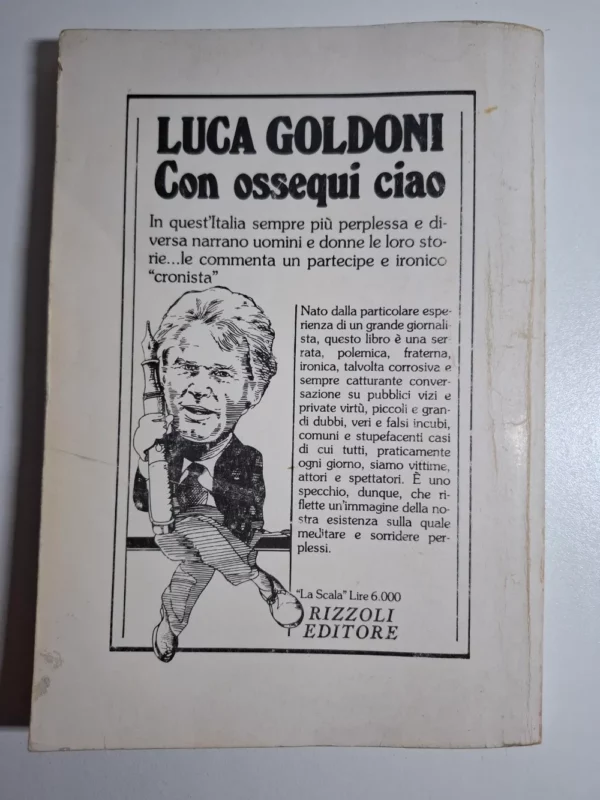 LUCA GOLDONI
Con ossequi ciao
In quest'Italia sempre più perplessa e di-
versa narrano uomini e donne le loro sto-
rie...le commenta un partecipe e ironico
"cronista"
Nato dalla particolare espe-
rienza di un grande giornali-
sta, questo libro è una ser-
rata, polemica, fraterna,
ironica, talvolta corrosiva e
sempre catturante conver-
sazione su pubblici vizi e
private virtù, piccoli e gran-
di dubbi, veri e falsi incubi,
comuni e stupefacenti casi
di cui tutti, praticamente
ogni giorno, siamo vittime,
attori e spettatori. È uno
specchio, dunque, che ri-
flette un'immagine della no-
stra esistenza sulla quale
meditare e sorridere per-
plessi.
"La Scala" Lire 6.000
RIZZOLI
EDITORE